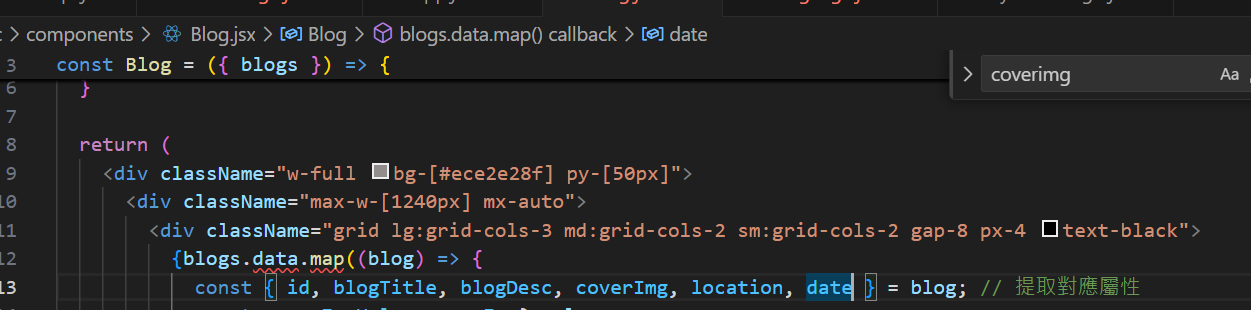 components > Blog.jsx > Blog > blogs.data.map() callback > date
3 const Blog = ({ blogs }) => {
coverimg Aa
6 }
7
8 return (
9 <div className="w-full bg-[#ece2e28f] py-[50px]">
10 <div className="max-w-[1240px] mx-auto">
11 <div className="grid lg:grid-cols-3 md:grid-cols-2 sm:grid-cols-2 gap-8 px-4 text-black">
12 {blogs.data.map((blog) => {
13 const { id, blogTitle, blogDesc, coverImg, location, date } = blog; // 提取對應屬性